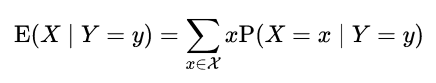 E(X | Y = y) = ∑_{x∈𝒳} xP(X = x | Y = y)